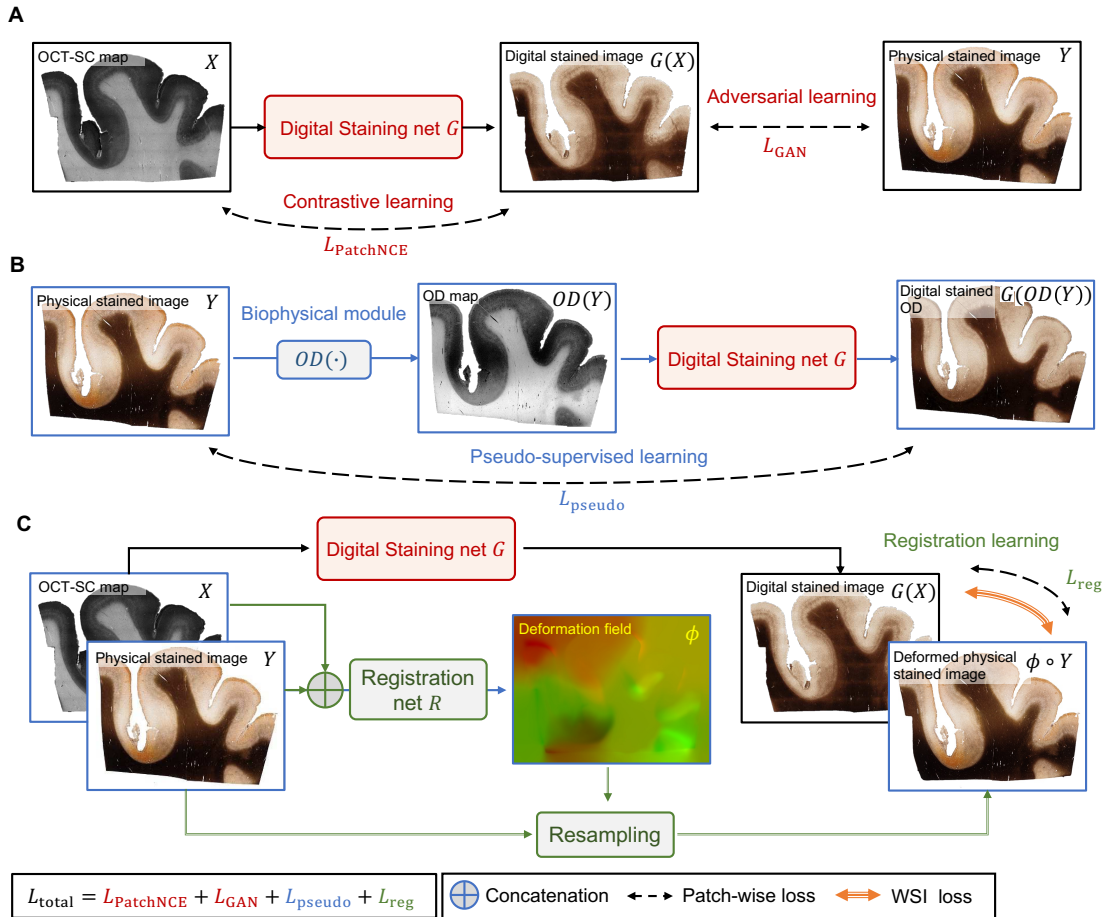 A
OCT-SC map X
Digital stained image G(X)
Physical stained image Y
Digital Staining net G
Adversarial learning
L_GAN
Contrastive learning
L_PatchNCE
B
Physical stained image Y
Biophysical module
OD(·)
OD map OD(Y)
Digital Staining net G
Digital stained OD G(OD(Y))
Pseudo-supervised learning
L_pseudo
C
Digital Staining net G
Registration learning
L_reg
OCT-SC map X
Physical stained image Y
Registration
net R
Deformation field ϕ
Digital stained image G(X)
Deformed physical
stained image ϕ ∘ Y
Resampling
L_total = L_PatchNCE + L_GAN + L_pseudo + L_reg
Concatenation Patch-wise loss WSI loss